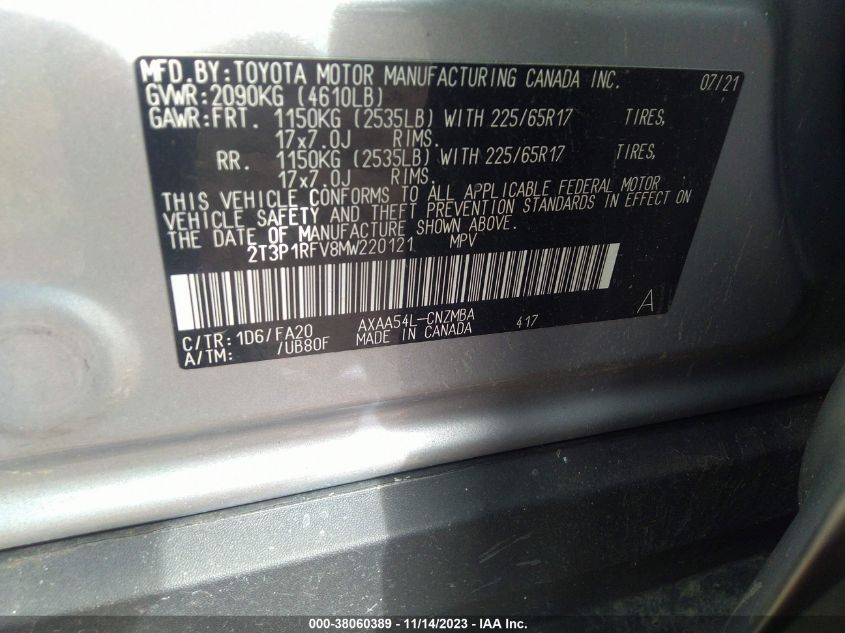 MFD. BY: TOYOTA MOTOR MANUFACTURING CANADA INC. 07/21
GVWR: 2090KG (4610LB)
GAWR: FRT. 1150KG (2535LB) WITH 225/65R17 TIRES,
17x7.0J RIMS.
RR. 1150KG (2535LB) WITH 225/65R17 TIRES,
17x7.0J RIMS.
THIS VEHICLE CONFORMS TO ALL APPLICABLE FEDERAL MOTOR
VEHICLE SAFETY AND THEFT PREVENTION STANDARDS IN EFFECT ON
THE DATE OF MANUFACTURE SHOWN ABOVE.
2T3P1RFV8MW220121 MPV
A
C/TR: 1D6/FA20 AXAA54L-CNZMBA 417
A/TM: /UB80F MADE IN CANADA
000-38060389 - 11/14/2023 - IAA Inc.